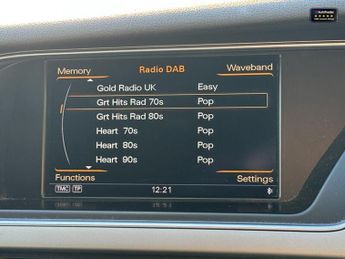 Memory Radio DAB Waveband
Gold Radio UK Easy
Grt Hits Rad 70s Pop
Grt Hits Rad 80s Pop
Heart 70s Pop
Heart 80s Pop
Heart 90s Pop
Functions Settings
TMC TP 12:21